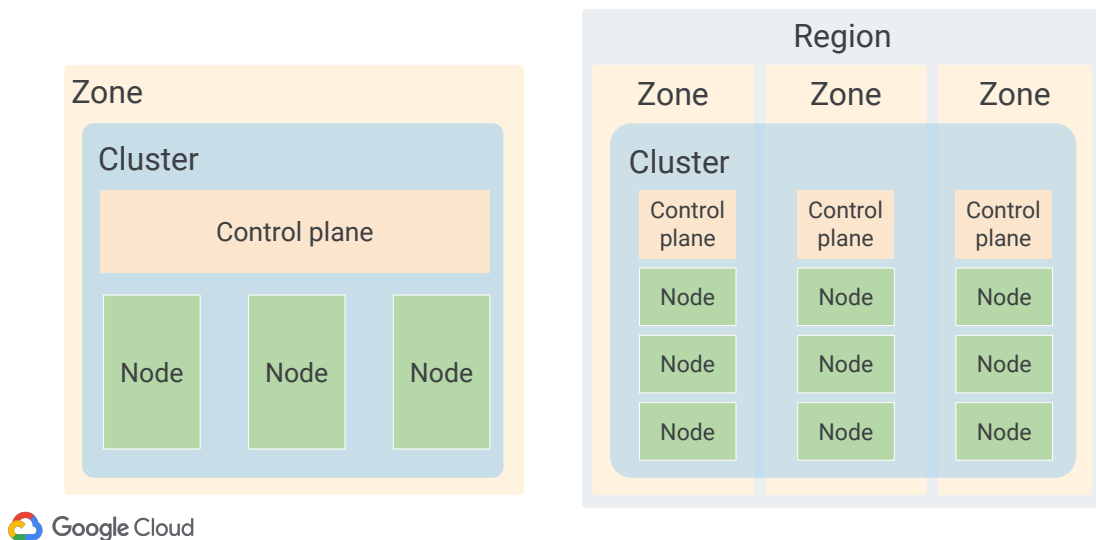 Zone
Cluster
Control plane
Node
Node
Node
Region
Zone
Zone
Zone
Cluster
Control
plane
Control
plane
Control
plane
Node
Node
Node
Node
Node
Node
Node
Node
Node
Google Cloud